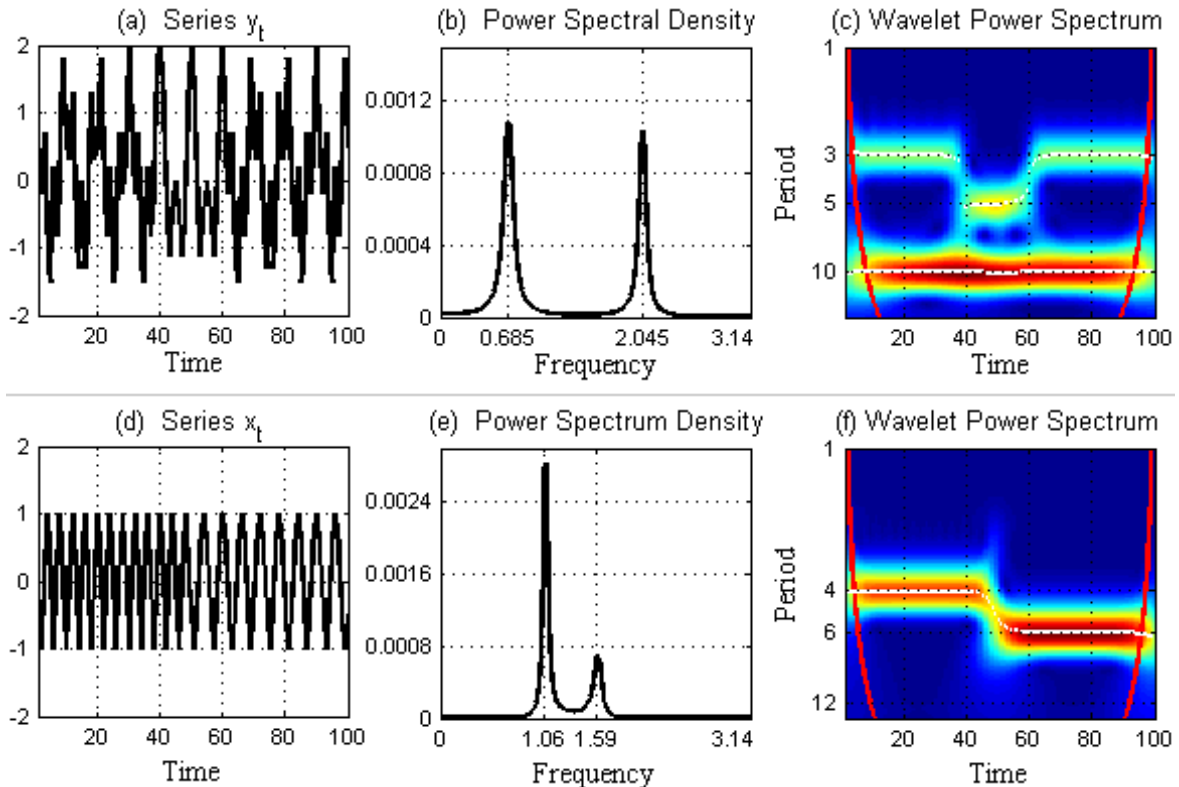 (a) Series y_t
2
1
0
-1
-2
20 40 60 80 100
Time
(b) Power Spectral Density
0.0012
0.0008
0.0004
0
0 0.685 2.045 3.14
Frequency
(c) Wavelet Power Spectrum
Period
1
3
5
10
20 40 60 80 100
Time
(d) Series x_t
2
1
0
-1
-2
20 40 60 80 100
Time
(e) Power Spectrum Density
0.0024
0.0016
0.0008
0
0 1.06 1.59 3.14
Frequency
(f) Wavelet Power Spectrum
Period
1
4
6
12
20 40 60 80 100
Time